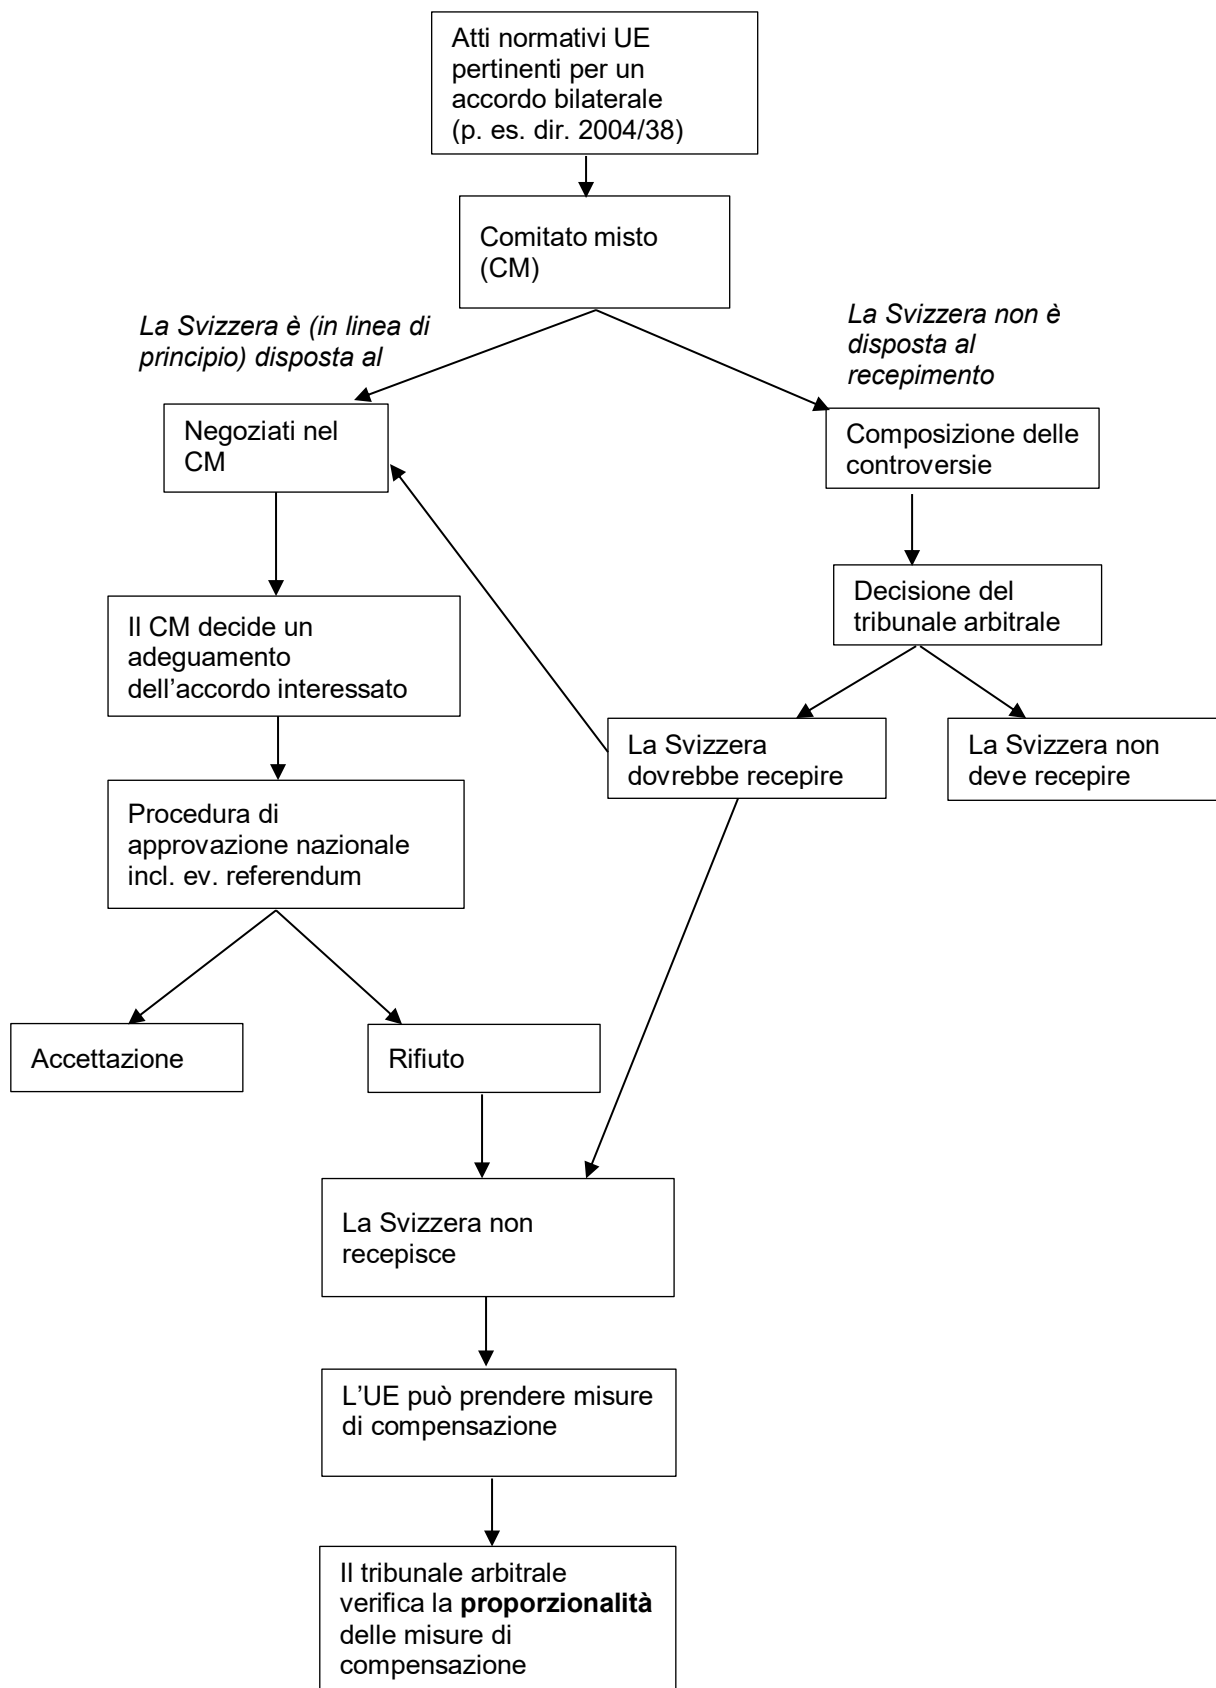 Atti normativi UE
pertinenti per un
accordo bilaterale
(p. es. dir. 2004/38)
Comitato misto
(CM)
La Svizzera è (in linea di
principio) disposta al
La Svizzera non è
disposta al
recepimento
Negoziati nel
CM
Composizione delle
controversie
Decisione del
tribunale arbitrale
Il CM decide un
adeguamento
dell’accordo interessato
La Svizzera
dovrebbe recepire
La Svizzera non
deve recepire
Procedura di
approvazione nazionale
incl. ev. referendum
Accettazione
Rifiuto
La Svizzera non
recepisce
L’UE può prendere misure
di compensazione
Il tribunale arbitrale
verifica la proporzionalità
delle misure di
compensazione